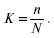 K = n/N.